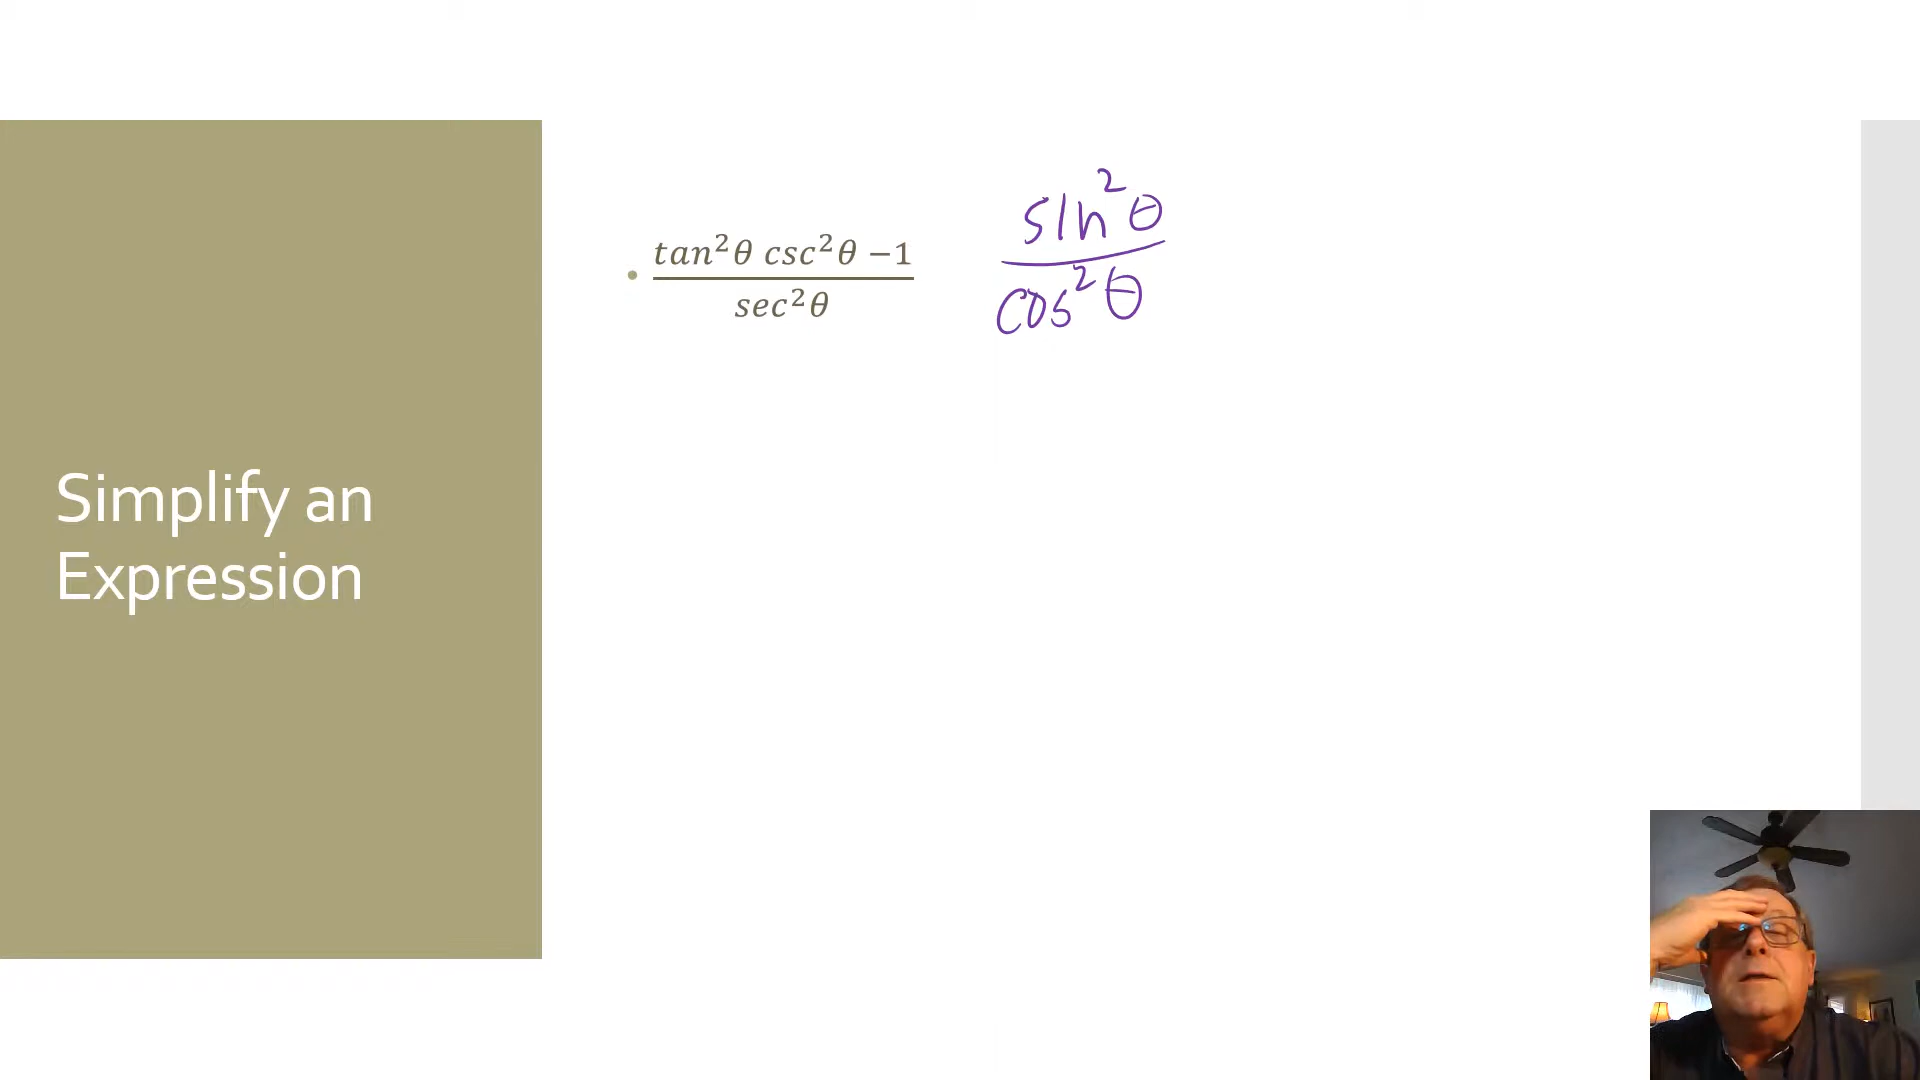 Simplify an
Expression
• tan²θ csc²θ −1
sec²θ
sin²θ
cos²θ